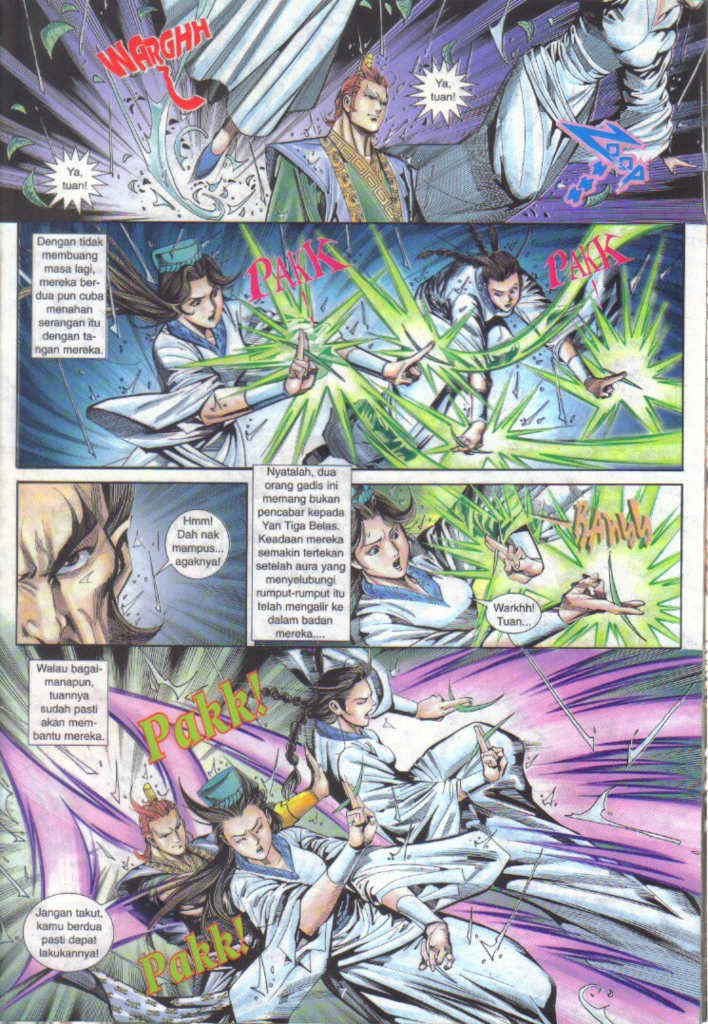 WARGHH
Ya,
tuan!
Ya,
tuan!
Dengan tidak
membuang
masa lagi,
mereka ber-
dua pun cuba
menahan
serangan itu
dengan ta-
ngan mereka.
PAKK
PAKK
Hmm!
Dah nak
mampus...
agaknya!
Nyatalah, dua
orang gadis ini
memang bukan
pencabar kepada
Yan Tiga Belas.
Keadaan mereka
semakin tertekan
setelah aura yang
menyelubungi
rumput-rumput itu
telah mengalir ke
dalam badan
mereka....
Warkhh!
Tuan...
Walau bagai-
manapun,
tuannya
sudah pasti
akan mem-
bantu mereka.
Pakk!
Jangan takut,
kamu berdua
pasti dapat
lakukannya!
Pakk!